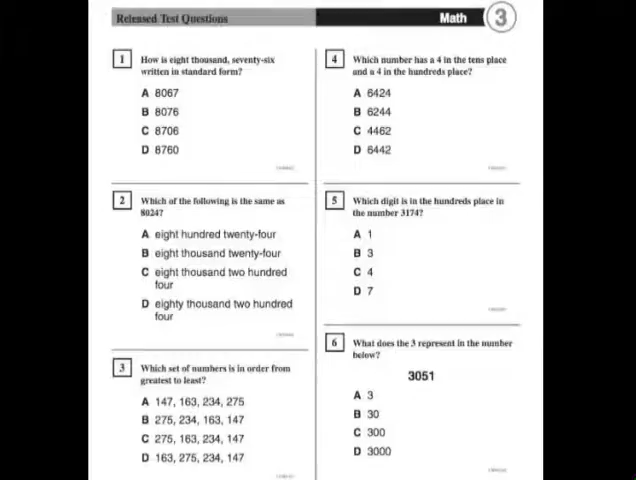 Released Test Questions
Math
3
1
How is eight thousand, seventy-six
written in standard form?
A 8067
B 8076
C 8706
D 8760
2
Which of the following is the same as
8024?
A eight hundred twenty-four
B eight thousand twenty-four
C eight thousand two hundred
four
D eighty thousand two hundred
four
3
Which set of numbers is in order from
greatest to least?
A 147, 163, 234, 275
B 275, 234, 163, 147
C 275, 163, 234, 147
D 163, 275, 234, 147
4
Which number has a 4 in the tens place
and a 4 in the hundreds place?
A 6424
B 6244
C 4462
D 6442
5
Which digit is in the hundreds place in
the number 3174?
A 1
B 3
C 4
D 7
6
What does the 3 represent in the number
below?
3051
A 3
B 30
C 300
D 3000